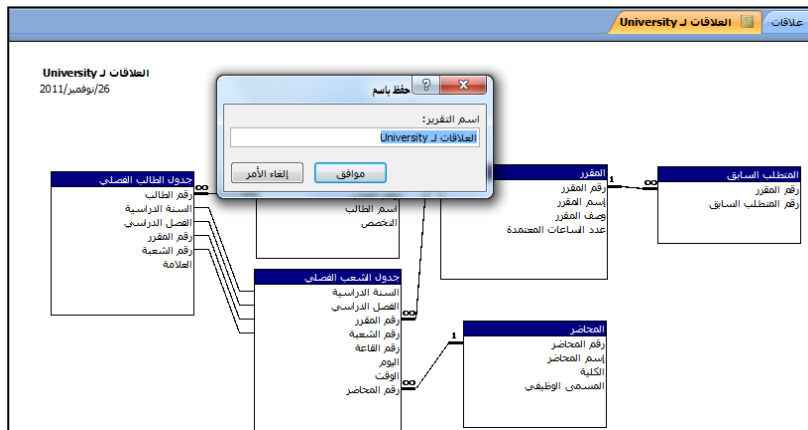 علاقات
العلاقات لـ University
العلاقات لـ University
26/نوفمبر/2011
حفظ باسم
اسم التقرير:
العلاقات لـ University
موافق
إلغاء الأمر
المتطلب السابق
رقم المقرر
رقم المتطلب السابق
المقرر
رقم المقرر
إسم المقرر
وصف المقرر
عدد الساعات المعتمدة
اسم الطالب
التخصص
جدول الطالب الفصلي
رقم الطالب
السنة الدراسية
الفصل الدراسي
رقم المقرر
رقم الشعبة
العلامة
جدول الشعب الفصلي
السنة الدراسية
الفصل الدراسي
رقم المقرر
رقم الشعبة
رقم القاعة
اليوم
الوقت
رقم المحاضر
المحاضر
رقم المحاضر
إسم المحاضر
الكلية
المسمى الوظيفي
1
∞
∞
∞
1
∞